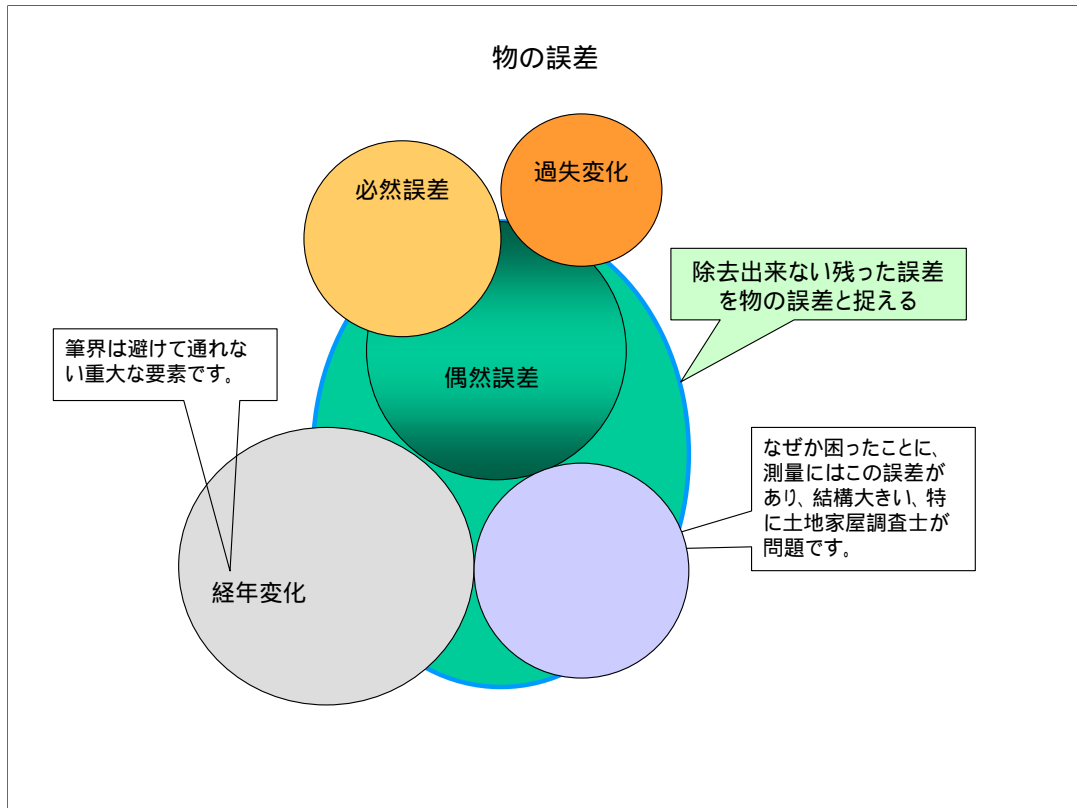 物の誤差
過失変化
必然誤差
除去出来ない残った誤差
を物の誤差と捉える
筆界は避けて通れな
い重大な要素です。
偶然誤差
なぜか困ったことに、
測量にはこの誤差が
あり、結構大きい、特
に土地家屋調査士が
問題です。
経年変化